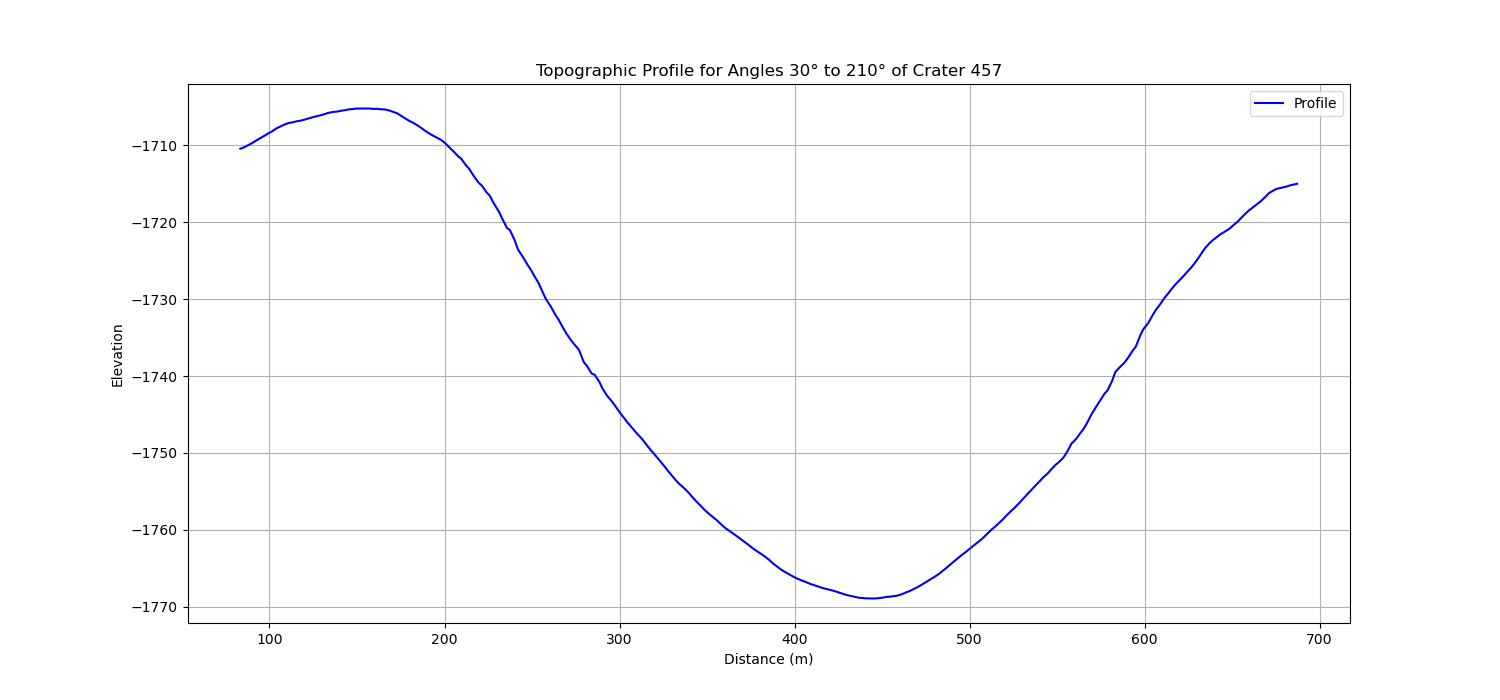 Topographic Profile for Angles 30° to 210° of Crater 457
Profile
−1710
−1720
−1730
−1740
−1750
−1760
−1770
Elevation
100 200 300 400 500 600 700
Distance (m)